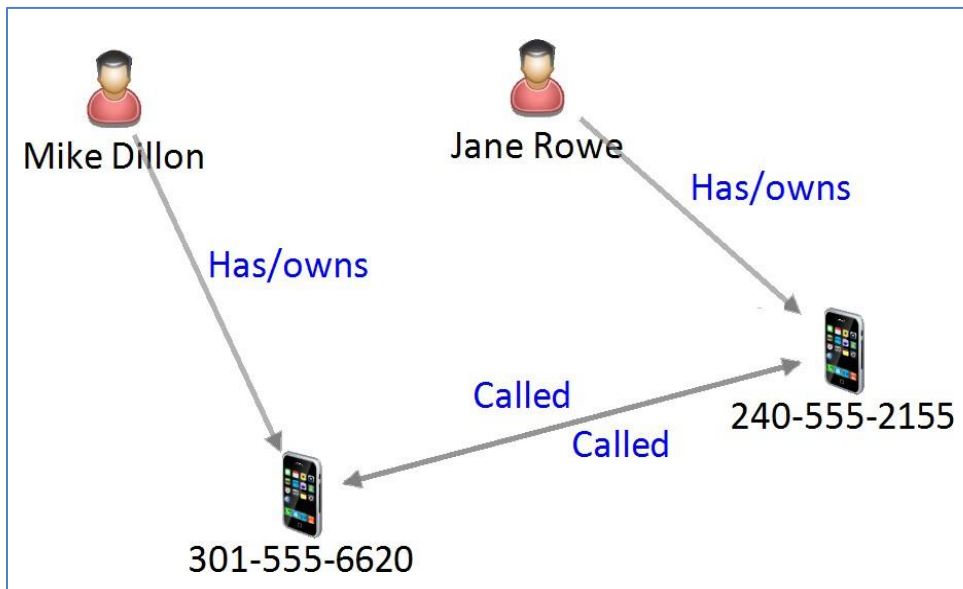 Mike Dillon
Jane Rowe
Has/owns
Has/owns
Called
Called
240-555-2155
301-555-6620